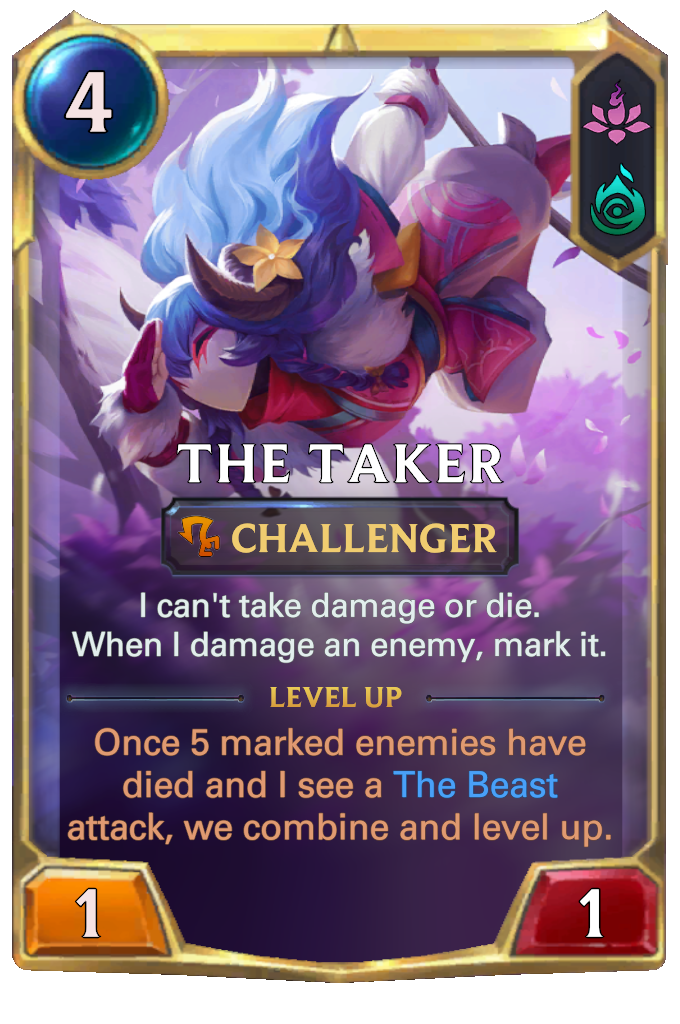 4
THE TAKER
CHALLENGER
I can't take damage or die.
When I damage an enemy, mark it.
LEVEL UP
Once 5 marked enemies have
died and I see a The Beast
attack, we combine and level up.
1
1